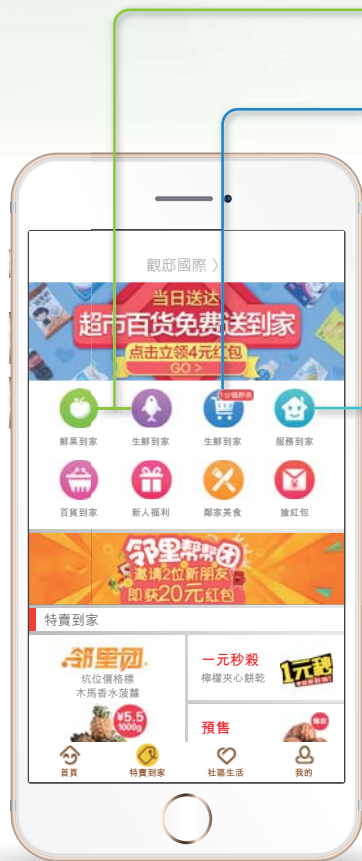 觀邸國際 〉
当日送达
超市百货免费送到家
点击立领4元红包
GO >
1分钱秒杀
鮮果到家
生鮮到家
生鮮到家
服務到家
百貨到家
新人福利
鄰家美食
搶紅包
邻里帮帮团
邀请2位新朋友
即获20元红包
特賣到家
邻里团.
坑位價格標
木馬香水菠蘿
¥5.5
1000g
一元秒殺
檸檬夾心餅乾
1元秒
預售
首頁
特賣到家
社區生活
我的